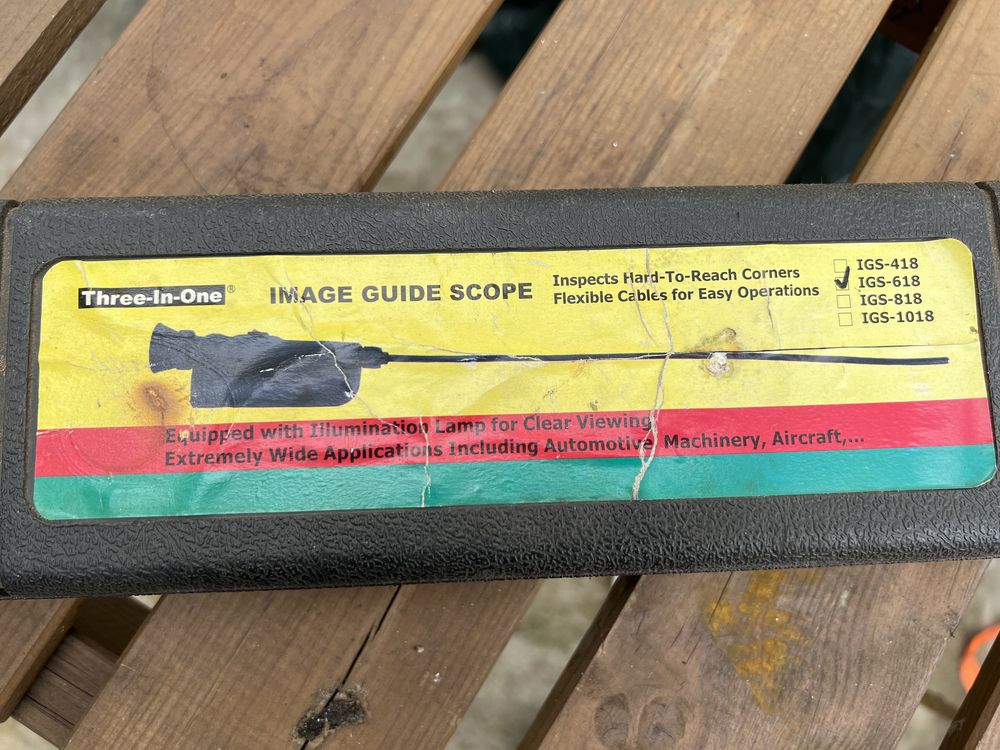 Three-In-One®
IMAGE GUIDE SCOPE
Inspects Hard-To-Reach Corners
Flexible Cables for Easy Operations
IGS-418
IGS-618
IGS-818
IGS-1018
Equipped with Illumination Lamp for Clear Viewing
Extremely Wide Applications Including Automotive, Machinery, Aircraft,...